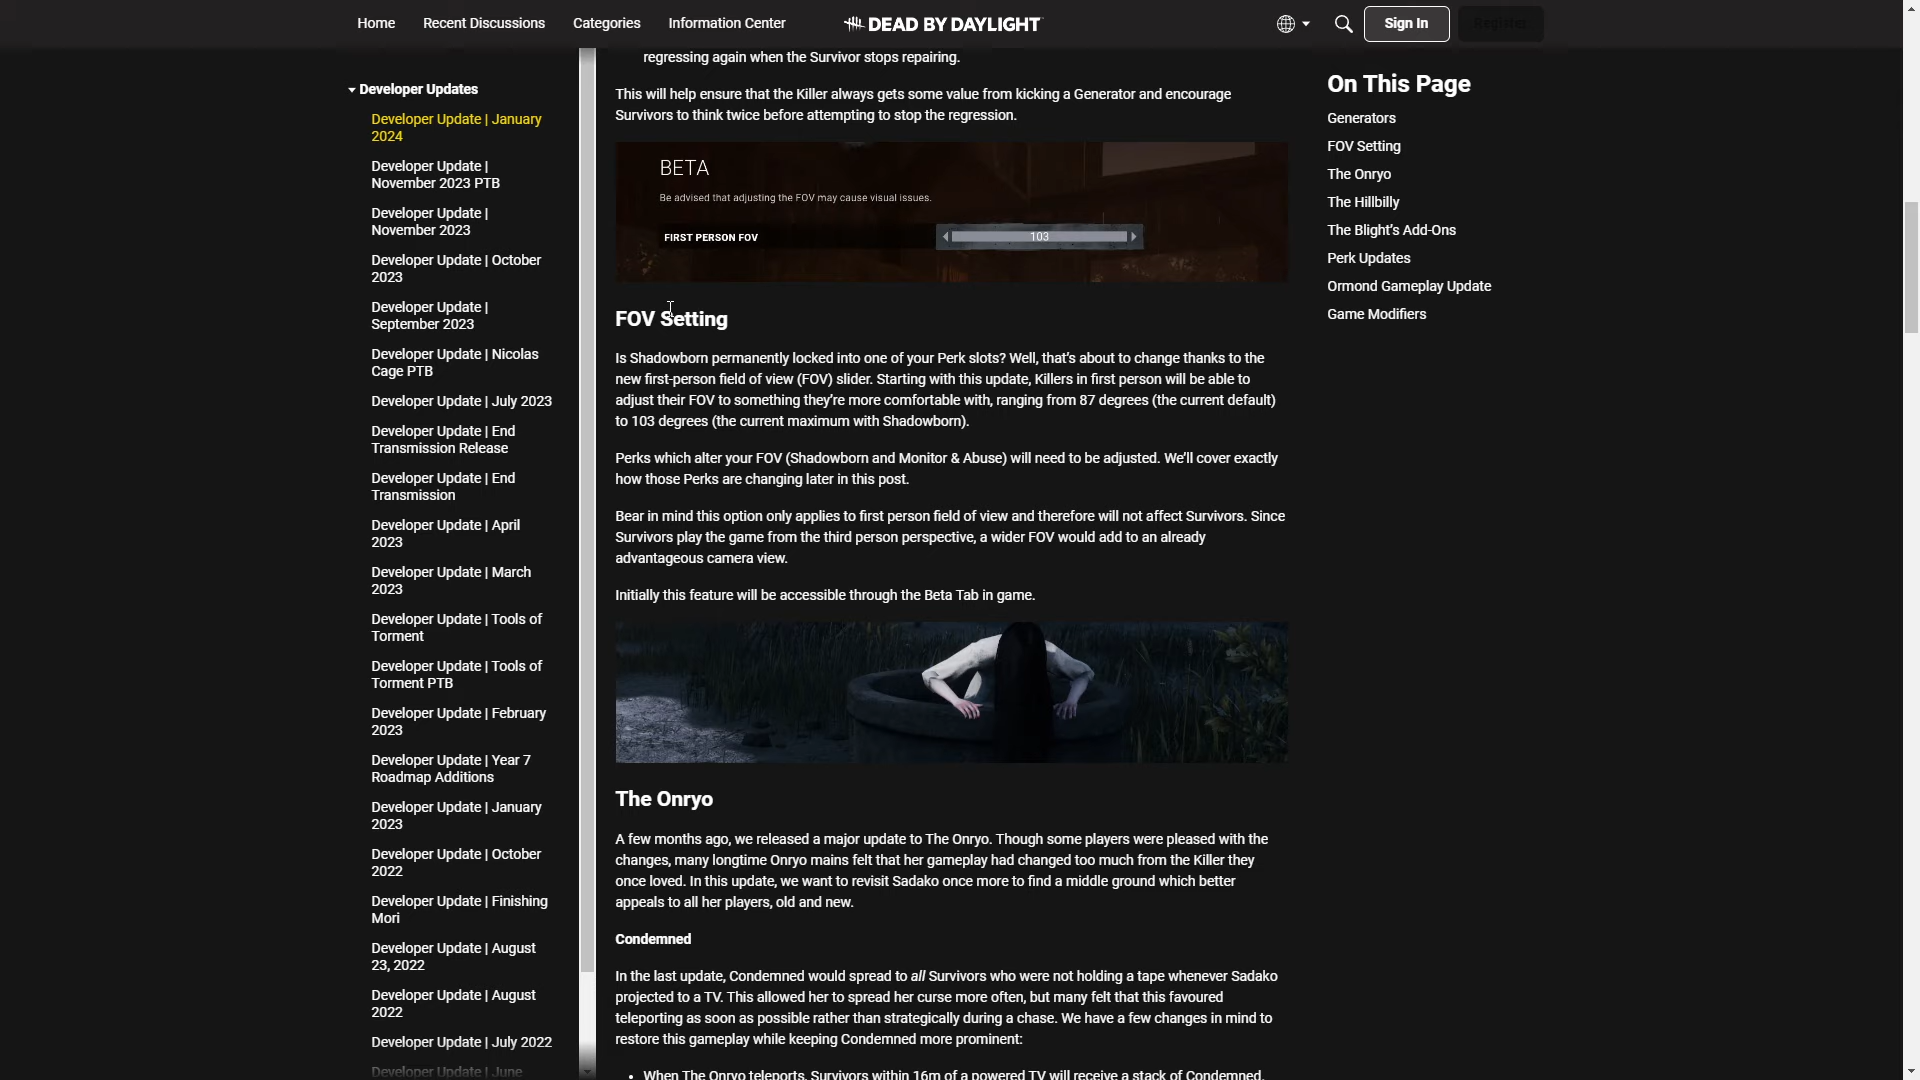 Home
Recent Discussions
Categories
Information Center
DEAD BY DAYLIGHT
Sign In
Register
Developer Updates
Developer Update | January
2024
Developer Update |
November 2023 PTB
Developer Update |
November 2023
Developer Update | October
2023
Developer Update |
September 2023
Developer Update | Nicolas
Cage PTB
Developer Update | July 2023
Developer Update | End
Transmission Release
Developer Update | End
Transmission
Developer Update | April
2023
Developer Update | March
2023
Developer Update | Tools of
Torment
Developer Update | Tools of
Torment PTB
Developer Update | February
2023
Developer Update | Year 7
Roadmap Additions
Developer Update | January
2023
Developer Update | October
2022
Developer Update | Finishing
Mori
Developer Update | August
23, 2022
Developer Update | August
2022
Developer Update | July 2022
Developer Update | June
regressing again when the Survivor stops repairing.
This will help ensure that the Killer always gets some value from kicking a Generator and encourage
Survivors to think twice before attempting to stop the regression.
BETA
Be advised that adjusting the FOV may cause visual issues.
FIRST PERSON FOV
103
FOV Setting
Is Shadowborn permanently locked into one of your Perk slots? Well, that’s about to change thanks to the
new first-person field of view (FOV) slider. Starting with this update, Killers in first person will be able to
adjust their FOV to something they’re more comfortable with, ranging from 87 degrees (the current default)
to 103 degrees (the current maximum with Shadowborn).
Perks which alter your FOV (Shadowborn and Monitor & Abuse) will need to be adjusted. We’ll cover exactly
how those Perks are changing later in this post.
Bear in mind this option only applies to first person field of view and therefore will not affect Survivors. Since
Survivors play the game from the third person perspective, a wider FOV would add to an already
advantageous camera view.
Initially this feature will be accessible through the Beta Tab in game.
The Onryo
A few months ago, we released a major update to The Onryo. Though some players were pleased with the
changes, many longtime Onryo mains felt that her gameplay had changed too much from the Killer they
once loved. In this update, we want to revisit Sadako once more to find a middle ground which better
appeals to all her players, old and new.
Condemned
In the last update, Condemned would spread to all Survivors who were not holding a tape whenever Sadako
projected to a TV. This allowed her to spread her curse more often, but many felt that this favoured
teleporting as soon as possible rather than strategically during a chase. We have a few changes in mind to
restore this gameplay while keeping Condemned more prominent:
• When The Onryo teleports, Survivors within 16m of a powered TV will receive a stack of Condemned.
On This Page
Generators
FOV Setting
The Onryo
The Hillbilly
The Blight’s Add-Ons
Perk Updates
Ormond Gameplay Update
Game Modifiers